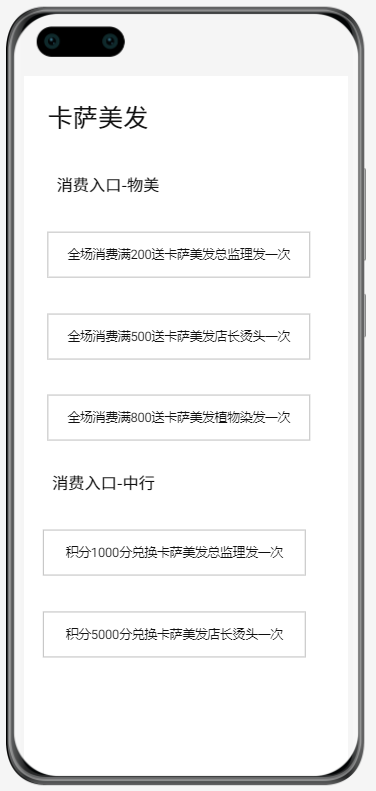 卡萨美发
消费入口-物美
全场消费满200送卡萨美发总监理发一次
全场消费满500送卡萨美发店长烫头一次
全场消费满800送卡萨美发植物染发一次
消费入口-中行
积分1000分兑换卡萨美发总监理发一次
积分5000分兑换卡萨美发店长烫头一次